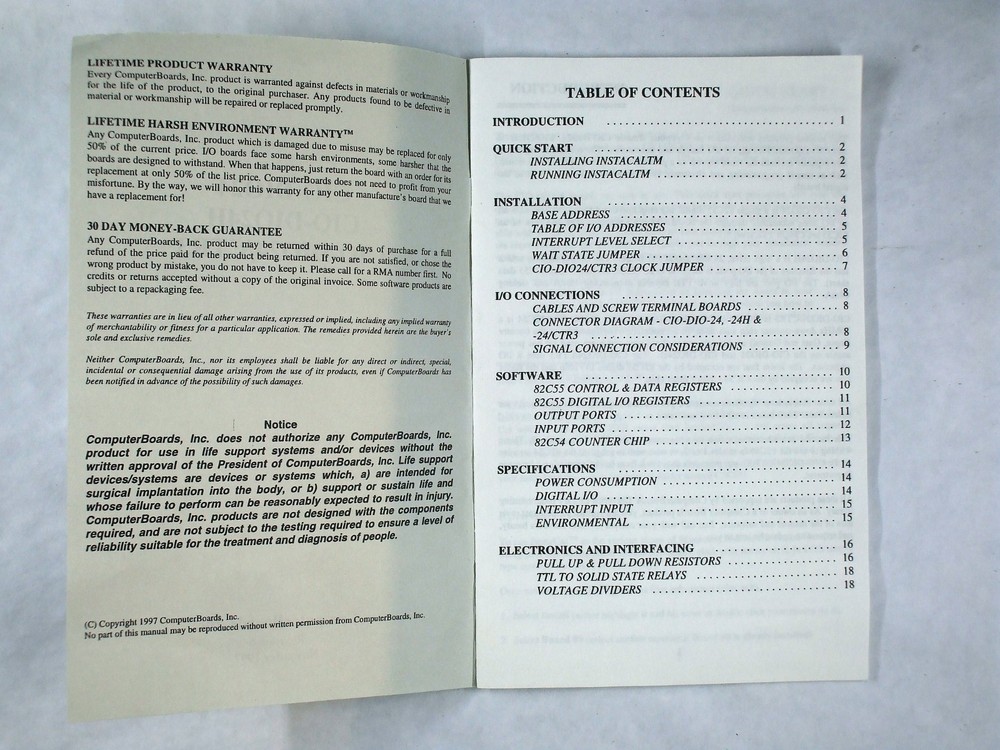 LIFETIME PRODUCT WARRANTY
Every ComputerBoards, Inc. product is warranted against defects in materials or workmanship
for the life of the product, to the original purchaser. Any products found to be defective in
material or workmanship will be repaired or replaced promptly.
LIFETIME HARSH ENVIRONMENT WARRANTY™
Any ComputerBoards, Inc. product which is damaged due to misuse may be replaced for only
50% of the current price. I/O boards face some harsh environments, some harsher that the
boards are designed to withstand. When that happens, just return the board with an order for its
replacement at only 50% of the list price. ComputerBoards does not need to profit from your
misfortune. By the way, we will honor this warranty for any other manufacture's board that we
have a replacement for!
30 DAY MONEY-BACK GUARANTEE
Any ComputerBoards, Inc. product may be returned within 30 days of purchase for a full
refund of the price paid for the product being returned. If you are not satisfied, or chose the
wrong product by mistake, you do not have to keep it. Please call for a RMA number first. No
credits or returns accepted without a copy of the original invoice. Some software products are
subject to a repackaging fee.
These warranties are in lieu of all other warranties, expressed or implied, including any implied warranty
of merchantability or fitness for a particular application. The remedies provided herein are the buyer's
sole and exclusive remedies.
Neither ComputerBoards, Inc., nor its employees shall be liable for any direct or indirect, special,
incidental or consequential damage arising from the use of its products, even if ComputerBoards has
been notified in advance of the possibility of such damages.
Notice
ComputerBoards, Inc. does not authorize any ComputerBoards, Inc.
product for use in life support systems and/or devices without the
written approval of the President of ComputerBoards, Inc. Life support
devices/systems are devices or systems which, a) are intended for
surgical implantation into the body, or b) support or sustain life and
whose failure to perform can be reasonably expected to result in injury.
ComputerBoards, Inc. products are not designed with the components
required, and are not subject to the testing required to ensure a level of
reliability suitable for the treatment and diagnosis of people.
(C) Copyright 1997 ComputerBoards, Inc.
No part of this manual may be reproduced without written permission from ComputerBoards, Inc.
TABLE OF CONTENTS
INTRODUCTION . . . . . . . . . . 1
QUICK START . . . . . . . . . . 2
INSTALLING INSTACALTM . . . . . . . . . . 2
RUNNING INSTACALTM . . . . . . . . . . 2
INSTALLATION . . . . . . . . . . 4
BASE ADDRESS . . . . . . . . . . 4
TABLE OF I/O ADDRESSES . . . . . . . . . . 5
INTERRUPT LEVEL SELECT . . . . . . . . . . 5
WAIT STATE JUMPER . . . . . . . . . . 6
CIO-DIO24/CTR3 CLOCK JUMPER . . . . . . . . . . 7
I/O CONNECTIONS . . . . . . . . . . 8
CABLES AND SCREW TERMINAL BOARDS . . . . . . . . . . 8
CONNECTOR DIAGRAM - CIO-DIO-24, -24H &
-24/CTR3 . . . . . . . . . . 8
SIGNAL CONNECTION CONSIDERATIONS . . . . . . . . . . 9
SOFTWARE . . . . . . . . . . 10
82C55 CONTROL & DATA REGISTERS . . . . . . . . . . 10
82C55 DIGITAL I/O REGISTERS . . . . . . . . . . 11
OUTPUT PORTS . . . . . . . . . . 11
INPUT PORTS . . . . . . . . . . 12
82C54 COUNTER CHIP . . . . . . . . . . 13
SPECIFICATIONS . . . . . . . . . . 14
POWER CONSUMPTION . . . . . . . . . . 14
DIGITAL I/O . . . . . . . . . . 14
INTERRUPT INPUT . . . . . . . . . . 15
ENVIRONMENTAL . . . . . . . . . . 15
ELECTRONICS AND INTERFACING . . . . . . . . . . 16
PULL UP & PULL DOWN RESISTORS . . . . . . . . . . 16
TTL TO SOLID STATE RELAYS . . . . . . . . . . 18
VOLTAGE DIVIDERS . . . . . . . . . . 18